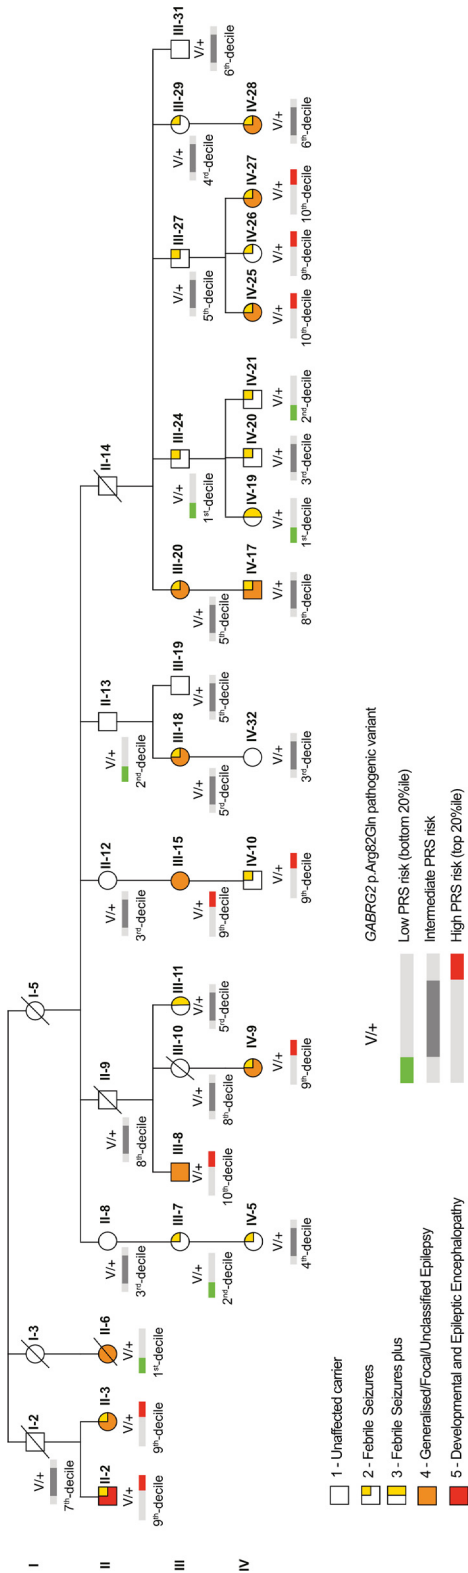 I
I-2
I-3
I-5
V/+
7th-decile
II
II-2
II-3
II-6
II-8
II-9
II-12
II-13
II-14
V/+
9th-decile
V/+
9th-decile
V/+
1st-decile
V/+
3rd-decile
V/+
8th-decile
V/+
3rd-decile
V/+
2nd-decile
III
III-7
III-8
III-10
III-11
III-15
III-18
III-19
III-20
III-24
III-27
III-29
III-31
V/+
2nd-decile
V/+
10th-decile
V/+
8th-decile
V/+
5rd-decile
V/+
9th-decile
V/+
5rd-decile
V/+
5th-decile
V/+
5th-decile
V/+
1st-decile
V/+
5th-decile
V/+
4rd-decile
V/+
6th-decile
IV
IV-5
IV-9
IV-10
IV-32
IV-17
IV-19
IV-20
IV-21
IV-25
IV-26
IV-27
IV-28
V/+
4th-decile
V/+
9th-decile
V/+
9th-decile
V/+
3rd-decile
V/+
8th-decile
V/+
1st-decile
V/+
3rd-decile
V/+
2nd-decile
V/+
10th-decile
V/+
9th-decile
V/+
10th-decile
V/+
6th-decile
1 - Unaffected carrier
2 - Febrile Seizures
3 - Febrile Seizures plus
4 - Generalised/Focal/Unclassified Epilepsy
5 - Developmental and Epileptic Encephalopathy
V/+ GABRG2 p.Arg82Gln pathogenic variant
Low PRS risk (bottom 20%ile)
Intermediate PRS risk
High PRS risk (top 20%ile)